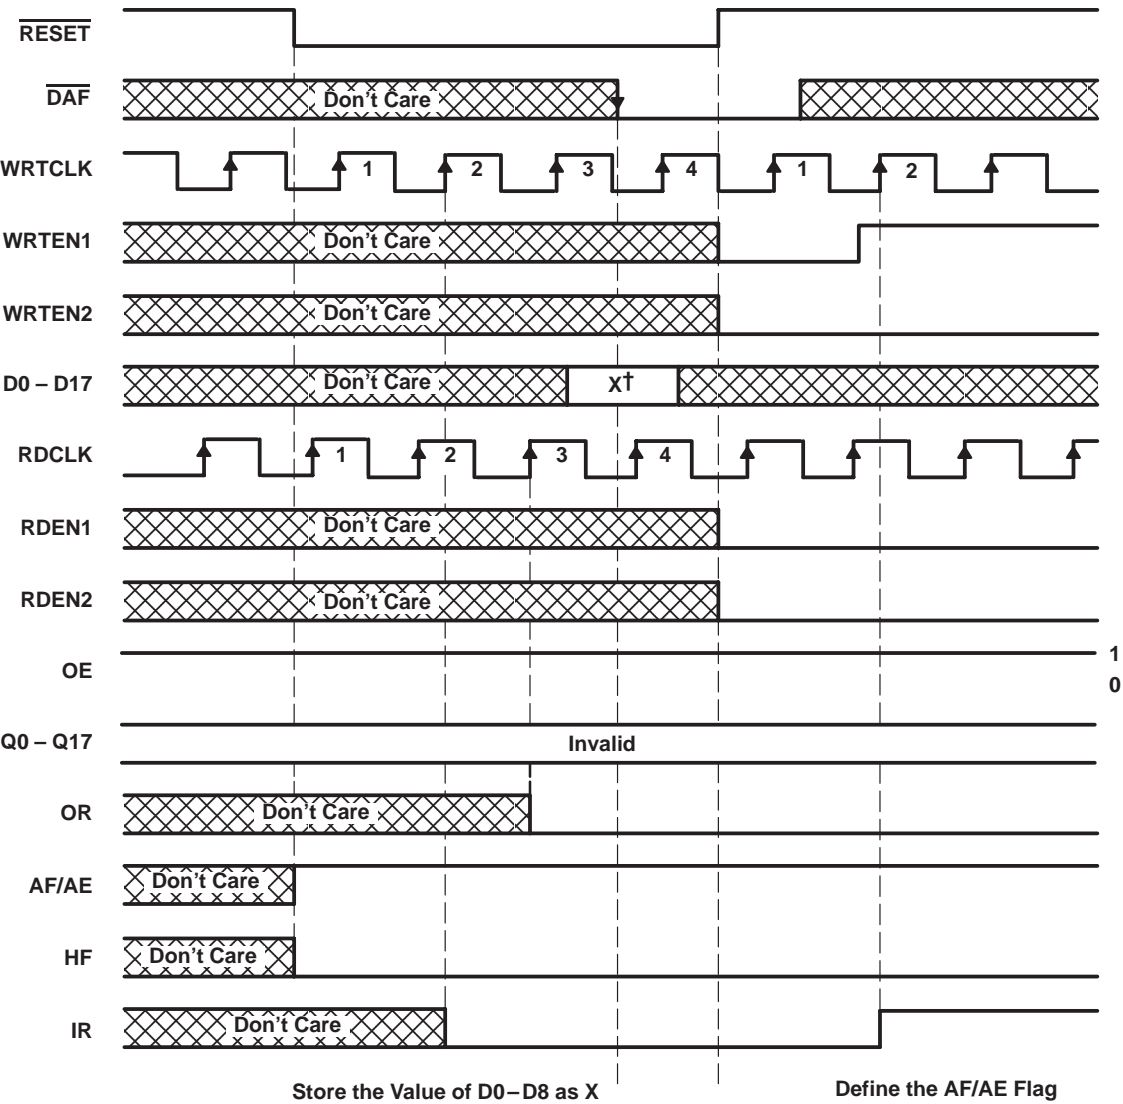 RESET
DAF
Don't Care
WRTCLK
1 2 3 4 1 2
WRTEN1
Don't Care
WRTEN2
Don't Care
D0 – D17
Don't Care
X†
RDCLK
1 2 3 4
RDEN1
Don't Care
RDEN2
Don't Care
OE
1
0
Q0 – Q17
Invalid
OR
Don't Care
AF/AE
Don't Care
HF
Don't Care
IR
Don't Care
Store the Value of D0–D8 as X
Define the AF/AE Flag